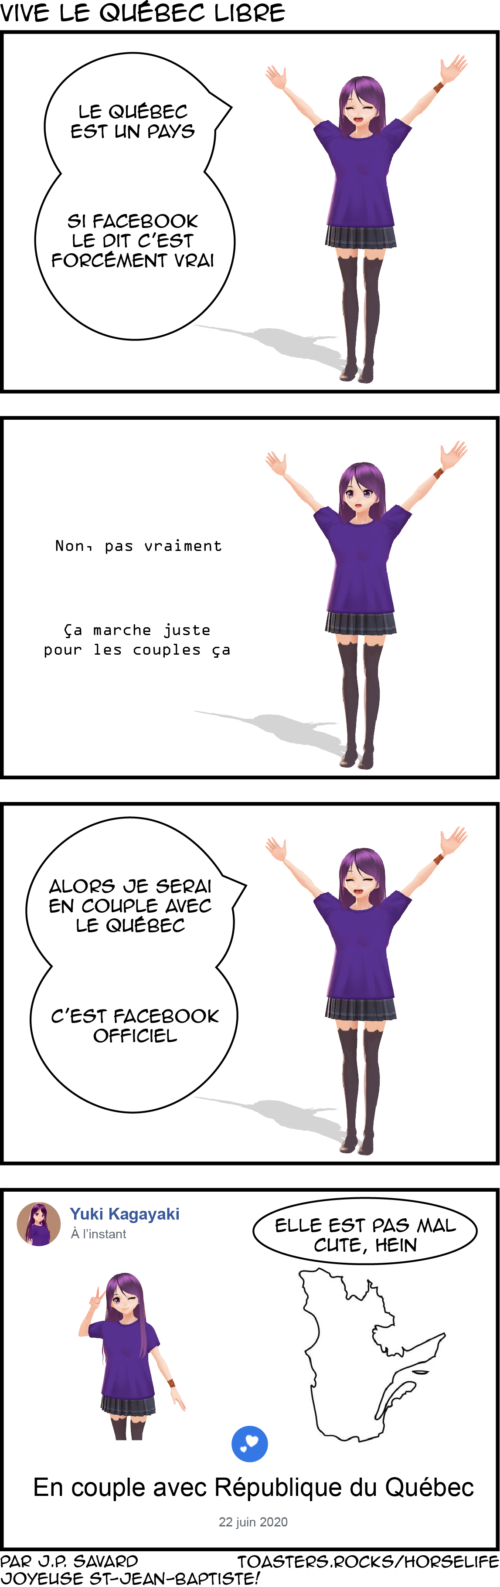 VIVE LE QUÉBEC LIBRE
LE QUÉBEC
EST UN PAYS
SI FACEBOOK
LE DIT C'EST
FORCÉMENT VRAI
Non, pas vraiment
Ça marche juste
pour les couples ça
ALORS JE SERAI
EN COUPLE AVEC
LE QUÉBEC
C'EST FACEBOOK
OFFICIEL
Yuki Kagayaki
À l'instant
ELLE EST PAS MAL
CUTE, HEIN
En couple avec République du Québec
22 juin 2020
PAR J.P. SAVARD
TOASTERS.ROCKS/HORSELIFE
JOYEUSE ST-JEAN-BAPTISTE!